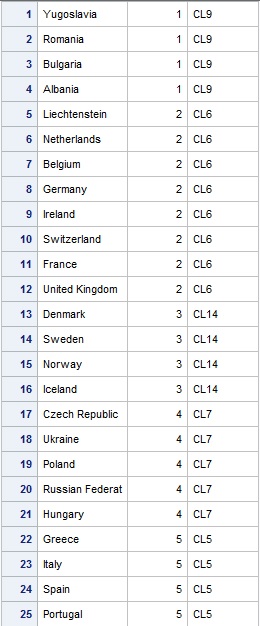 1 Yugoslavia 1 CL9
2 Romania 1 CL9
3 Bulgaria 1 CL9
4 Albania 1 CL9
5 Liechtenstein 2 CL6
6 Netherlands 2 CL6
7 Belgium 2 CL6
8 Germany 2 CL6
9 Ireland 2 CL6
10 Switzerland 2 CL6
11 France 2 CL6
12 United Kingdom 2 CL6
13 Denmark 3 CL14
14 Sweden 3 CL14
15 Norway 3 CL14
16 Iceland 3 CL14
17 Czech Republic 4 CL7
18 Ukraine 4 CL7
19 Poland 4 CL7
20 Russian Federat 4 CL7
21 Hungary 4 CL7
22 Greece 5 CL5
23 Italy 5 CL5
24 Spain 5 CL5
25 Portugal 5 CL5